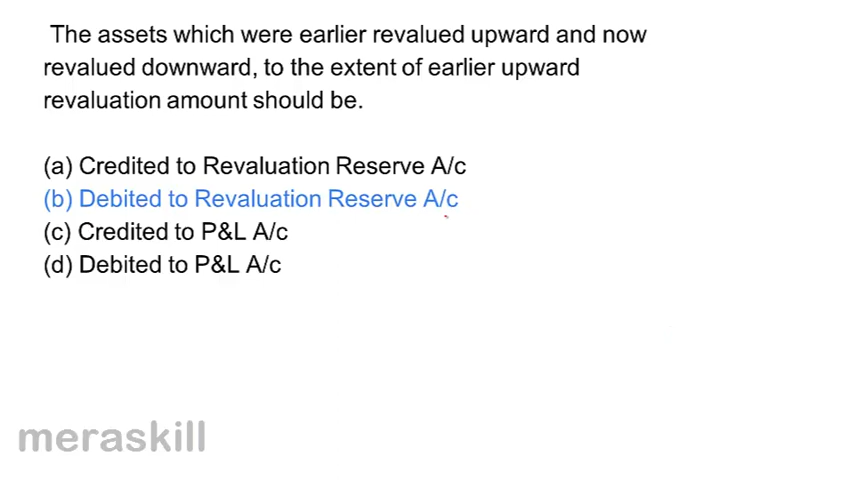 The assets which were earlier revalued upward and now
revalued downward, to the extent of earlier upward
revaluation amount should be.
(a) Credited to Revaluation Reserve A/c
(b) Debited to Revaluation Reserve A/c
(c) Credited to P&L A/c
(d) Debited to P&L A/c
meraskill